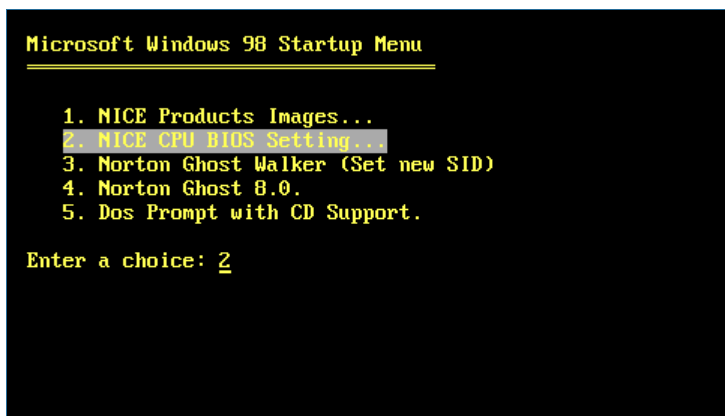 Microsoft Windows 98 Startup Menu
1. NICE Products Images...
2. NICE CPU BIOS Setting...
3. Norton Ghost Walker (Set new SID)
4. Norton Ghost 8.0.
5. Dos Prompt with CD Support.
Enter a choice: 2